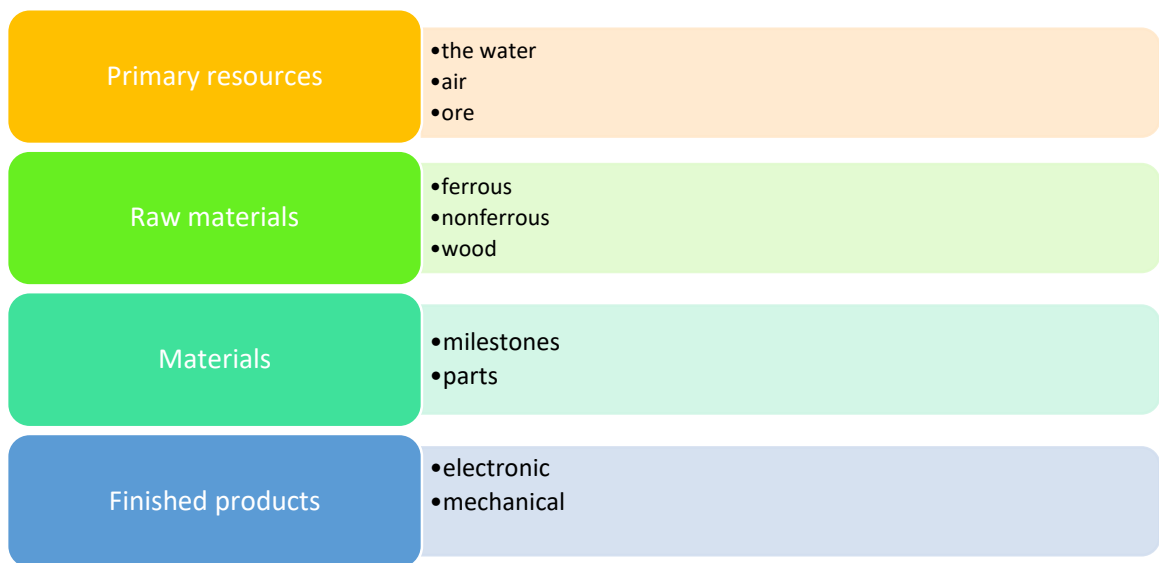 Primary resources
•the water
•air
•ore
Raw materials
•ferrous
•nonferrous
•wood
Materials
•milestones
•parts
Finished products
•electronic
•mechanical